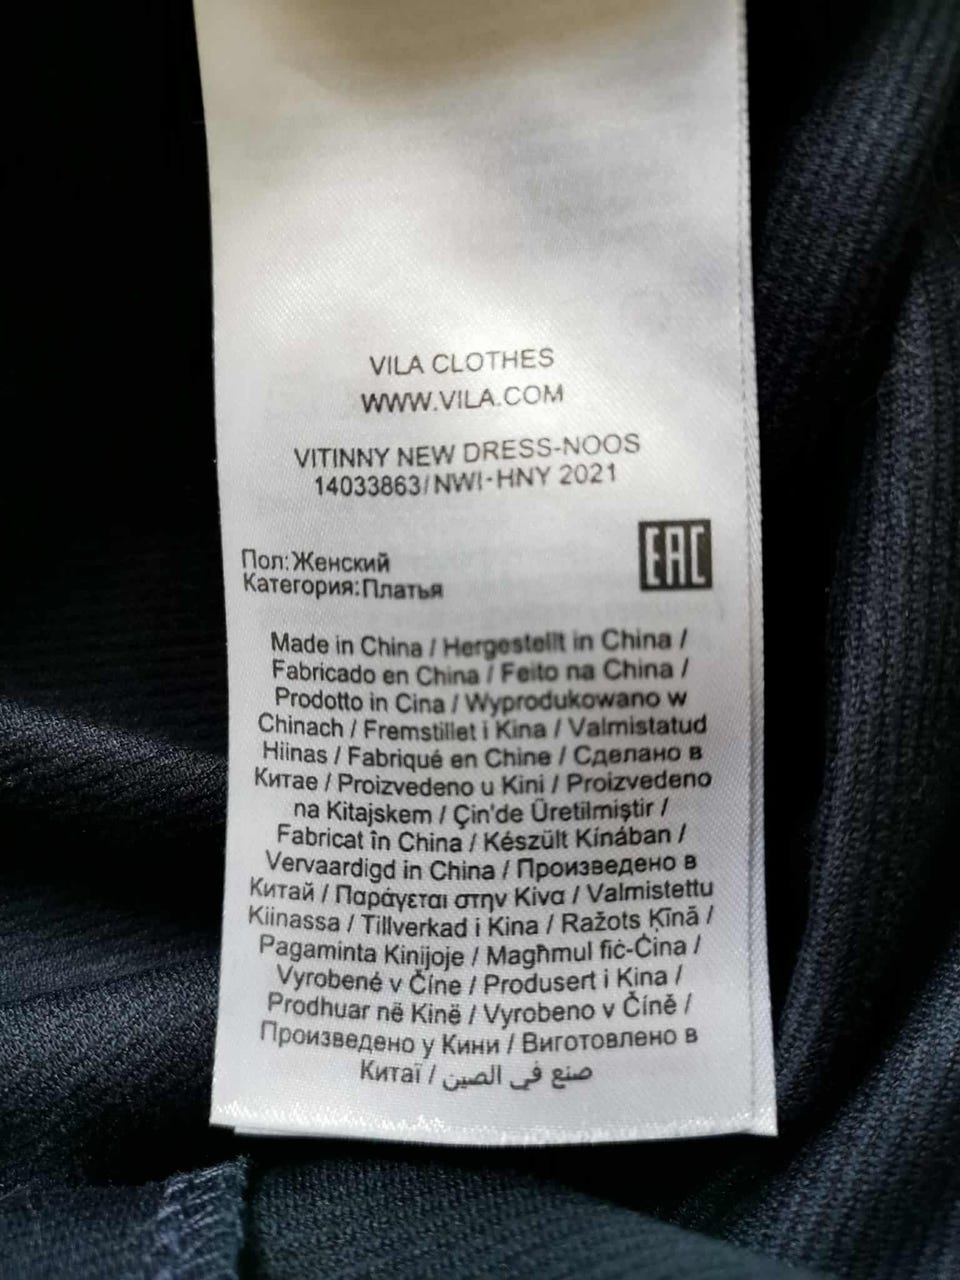 VILA CLOTHES
WWW.VILA.COM
VITINNY NEW DRESS-NOOS
14033863/NWI-HNY 2021
EAC
Пол:Женский
Категория:Платья
Made in China / Hergestellt in China /
Fabricado en China / Feito na China /
Prodotto in Cina / Wyprodukowano w
Chinach / Fremstillet i Kina / Valmistatud
Hiinas / Fabriqué en Chine / Сделано в
Китае / Proizvedeno u Kini / Proizvedeno
na Kitajskem / Çin'de Üretilmiştir /
Fabricat în China / Készült Kínában /
Vervaardigd in China / Произведено в
Китай / Παράγεται στην Κίνα / Valmistettu
Kiinassa / Tillverkad i Kina / Ražots Ķīnā /
Pagaminta Kinijoje / Magħmul fiċ-Ċina /
Vyrobené v Číne / Produsert i Kina /
Prodhuar në Kinë / Vyrobeno v Číně /
Произведено у Кини / Виготовлено в
Китаї / صنع في الصين